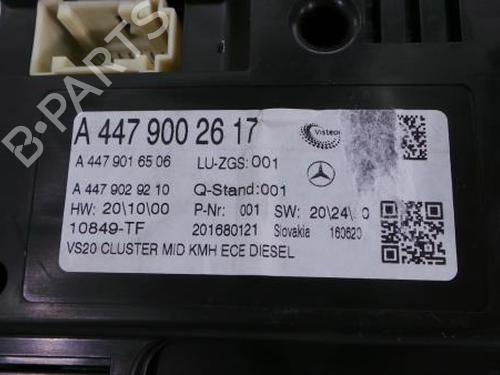 A 447 900 26 17
Visteon
A 447 901 65 06 LU-ZGS: 001
A 447 902 92 10 Q-Stand: 001
HW: 20\10\00 P-Nr: 001 SW: 20\24\
10849-TF 201680121 Slovakia 160620
VS20 CLUSTER MID KMH ECE DIESEL
B-Parts